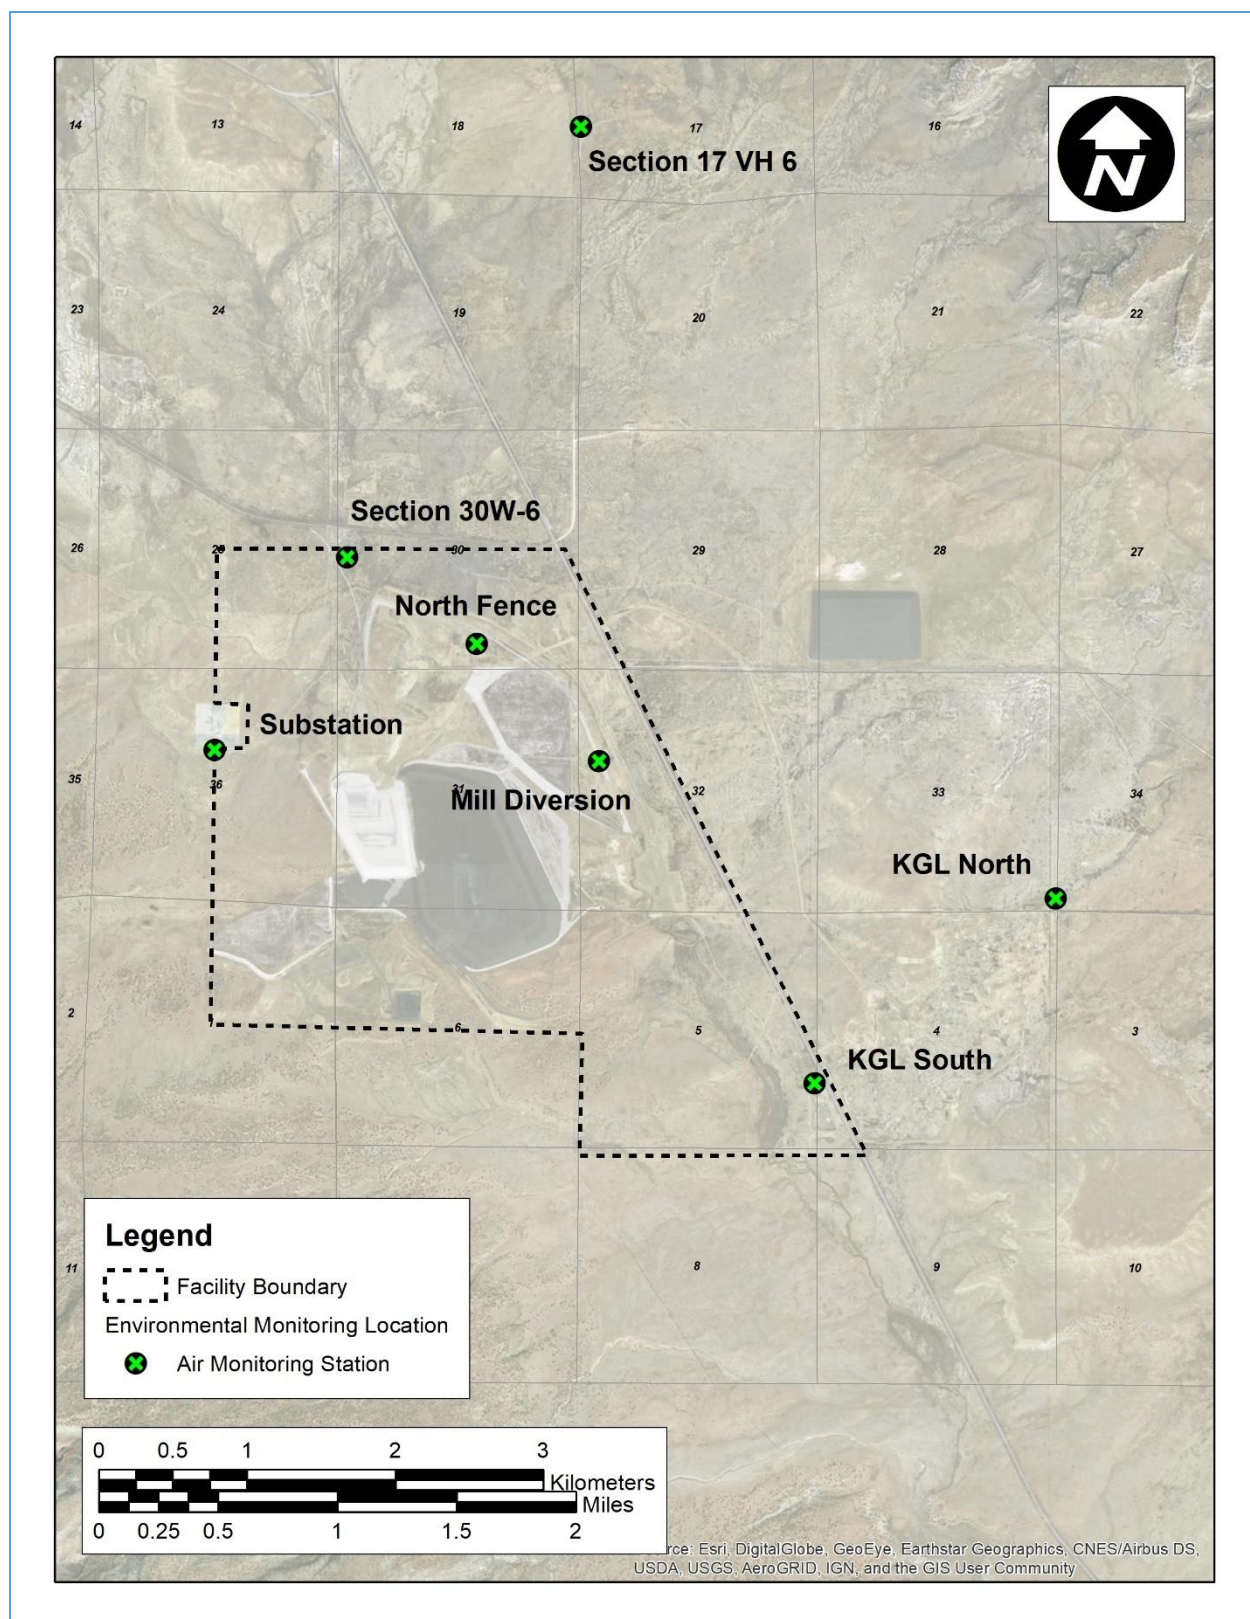 14
13
18
17
16
Section 17 VH 6
N
23
24
19
20
21
22
Section 30W-6
26
25
30
29
28
27
North Fence
Substation
35
36
31
32
33
34
Mill Diversion
KGL North
2
6
5
4
3
KGL South
Legend
Facility Boundary
Environmental Monitoring Location
Air Monitoring Station
11
8
9
10
0 0.5 1 2 3
Kilometers
Miles
0 0.25 0.5 1 1.5 2
Esri, DigitalGlobe, GeoEye, Earthstar Geographics, CNES/Airbus DS,
USDA, USGS, AeroGRID, IGN, and the GIS User Community